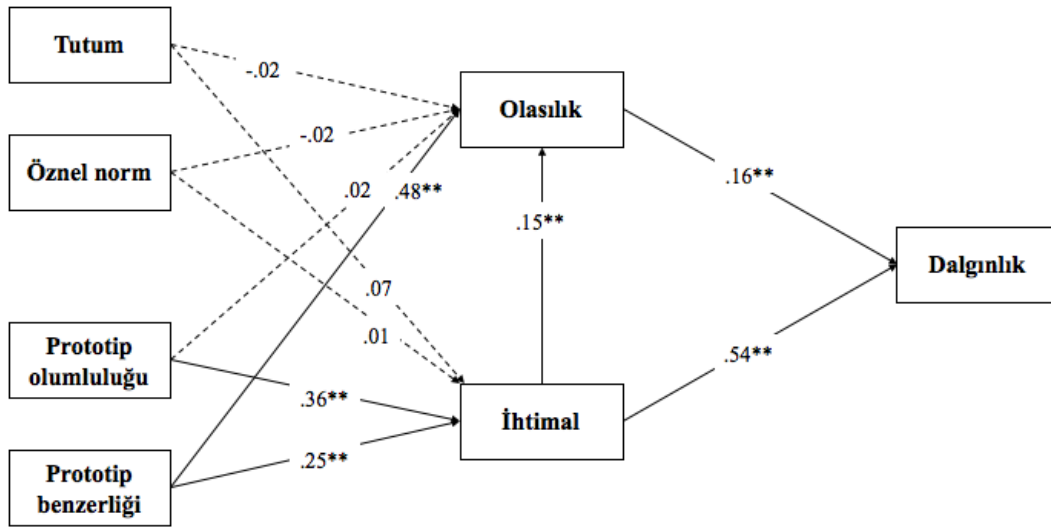 Tutum
-.02
Olasılık
Öznel norm
-.02
.02
.48**
.16**
.15**
Dalgınlık
.07
.01
Prototip
olumluluğu
.54**
.36**
İhtimal
.25**
Prototip
benzerliği